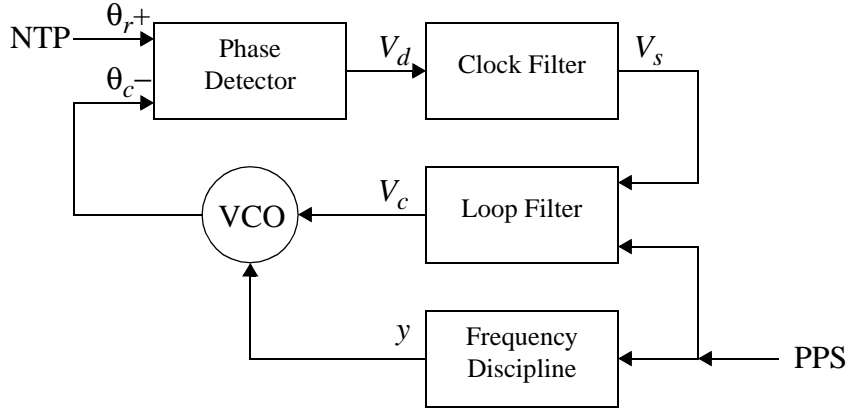 NTP
θr+
θc−
Phase
Detector
Vd
Clock Filter
Vs
VCO
Vc
Loop Filter
y
Frequency
Discipline
PPS